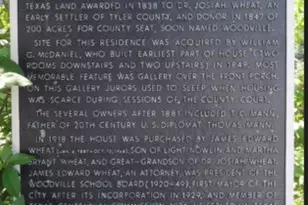 TEXAS LAND AWARDED IN 1838 TO DR. JOSIAH WHEAT, AN
EARLY SETTLER OF TYLER COUNTY, AND DONOR IN 1847 OF
200 ACRES FOR COUNTY SEAT, SOON NAMED WOODVILLE.
SITE FOR THIS RESIDENCE WAS ACQUIRED BY WILLIAM
MCDANIEL, WHO BUILT EARLIEST PART OF HOUSE (TWO
ROOMS DOWNSTAIRS AND TWO UPSTAIRS) IN 1849. MOST
MEMORABLE FEATURE WAS GALLERY OVER THE FRONT PORCH.
ON THIS GALLERY JURORS USED TO SLEEP WHEN HOUSING
WAS SCARCE DURING SESSIONS OF THE COUNTY COURT.
THE SEVERAL OWNERS AFTER 1881 INCLUDED T.C. MANN,
FATHER OF 20TH CENTURY U.S. DIPLOMAT THOMAS MANN.
IN 1918 THE HOUSE WAS PURCHASED BY JAMES EDWARD
WHEAT SON OF LIGHT INDWELIN AND MARTHA
BRYANT WHEAT, AND GREAT-GRANDSON OF DR. JOSIAH WHEAT.
JAMES EDWARD WHEAT, AN ATTORNEY, WAS PRESIDENT OF THE
WOODVILLE SCHOOL BOARD (1920-49), FIRST MAYOR OF THE
CITY AFTER ITS INCORPORATION IN 1929, AND MEMBER OF